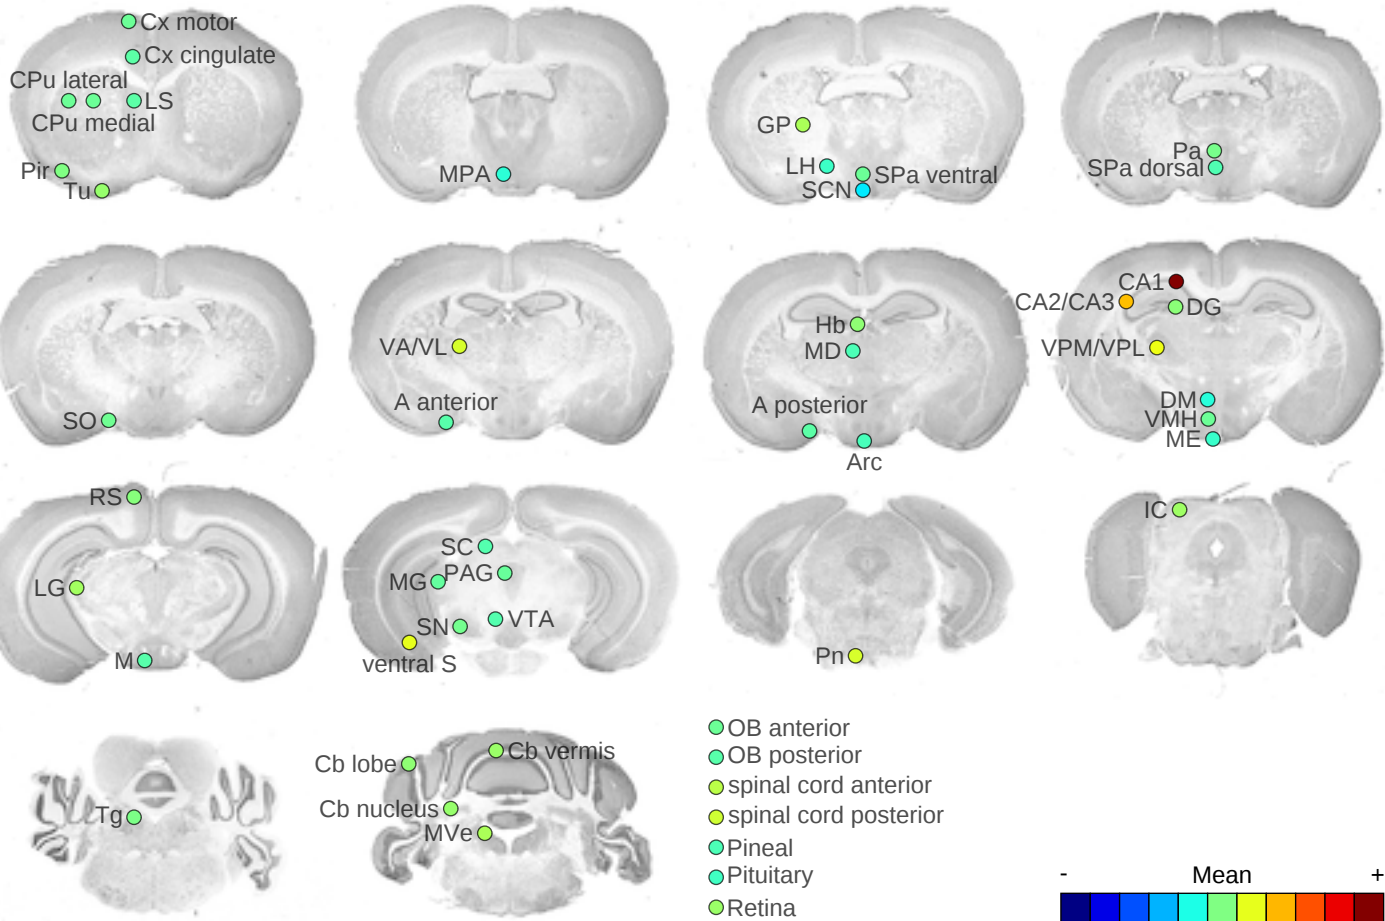 Cx motor
Cx cingulate
CPu lateral
LS
CPu medial
Pir
Tu
MPA
GP
LH
SPa ventral
SCN
Pa
SPa dorsal
SO
VA/VL
A anterior
Hb
MD
A posterior
Arc
CA1
CA2/CA3
DG
VPM/VPL
DM
VMH
ME
RS
LG
M
SC
MG
PAG
SN
VTA
ventral S
Pn
IC
Tg
Cb lobe
Cb vermis
Cb nucleus
MVe
OB anterior
OB posterior
spinal cord anterior
spinal cord posterior
Pineal
Pituitary
Retina
- Mean +